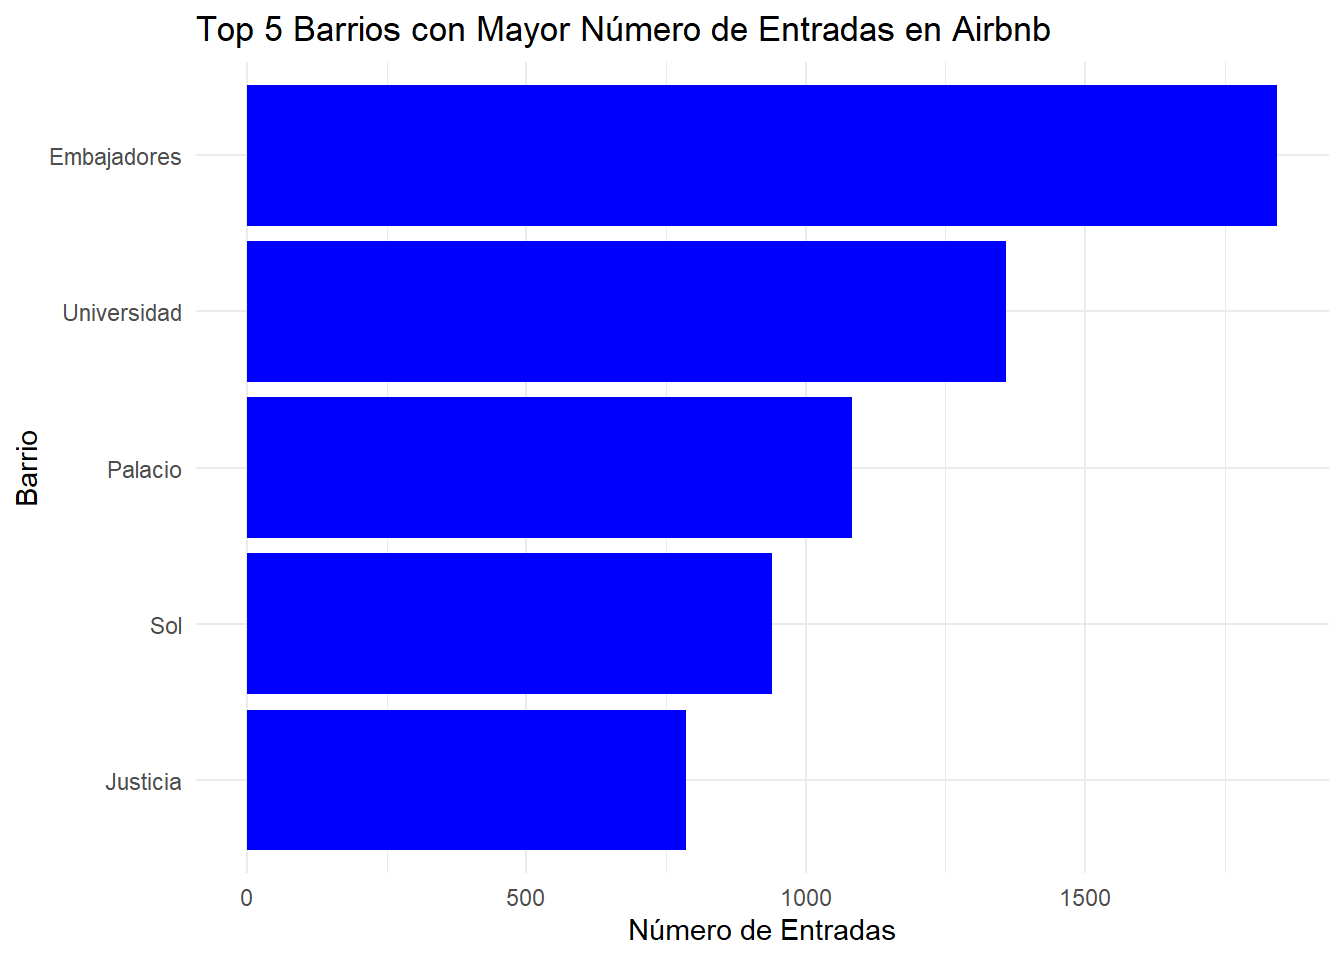 Top 5 Barrios con Mayor Número de Entradas en Airbnb
Embajadores
Universidad
Palacio
Sol
Justicia
Barrio
0 500 1000 1500
Número de Entradas